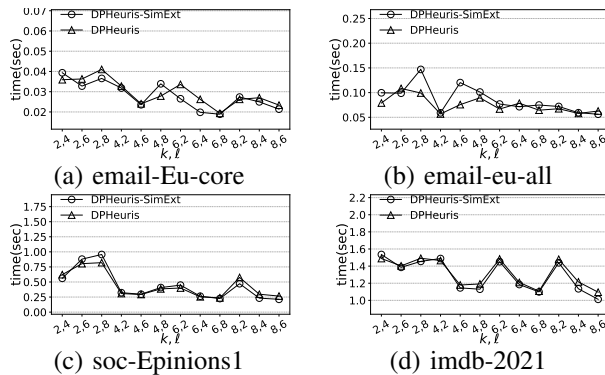 0.07
0.06
0.05
0.04
0.03
0.02
time(sec)
DPHeuris-SimExt
DPHeuris
2,4 2,6 2,8 4,2 4,6 4,8 6,2 6,4 6,8 8,2 8,4 8,6
k, ℓ
(a) email-Eu-core
0.25
0.20
0.15
0.10
0.05
time(sec)
DPHeuris-SimExt
DPHeuris
2,4 2,6 2,8 4,2 4,6 4,8 6,2 6,4 6,8 8,2 8,4 8,6
k, ℓ
(b) email-eu-all
1.75
1.50
1.25
1.00
0.75
0.50
0.25
0.00
time(sec)
DPHeuris-SimExt
DPHeuris
2,4 2,6 2,8 4,2 4,6 4,8 6,2 6,4 6,8 8,2 8,4 8,6
k, ℓ
(c) soc-Epinions1
2.2
2.0
1.8
1.6
1.4
1.2
1.0
time(sec)
DPHeuris-SimExt
DPHeuris
2,4 2,6 2,8 4,2 4,6 4,8 6,2 6,4 6,8 8,2 8,4 8,6
k, ℓ
(d) imdb-2021